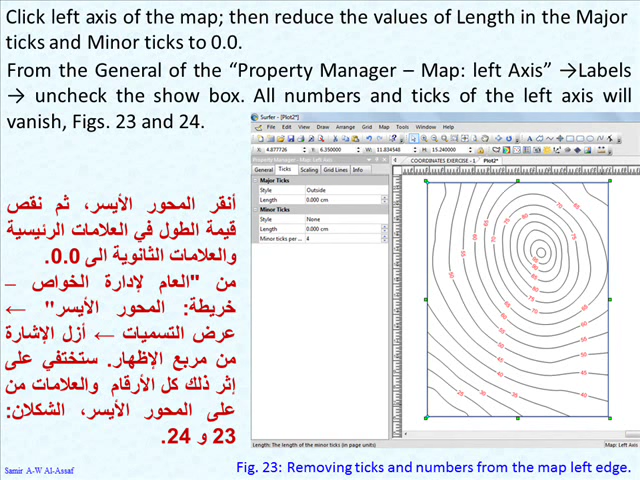 Click left axis of the map; then reduce the values of Length in the Major
ticks and Minor ticks to 0.0.
From the General of the “Property Manager – Map: left Axis” →Labels
→ uncheck the show box. All numbers and ticks of the left axis will
vanish, Figs. 23 and 24.
أنقر المحور الأيسر، ثم نقص
قيمة الطول في العلامات الرئيسية
والعلامات الثانوية الى 0.0.
من "العام لإدارة الخواص –
خريطة: المحور الأيسر" ←
عرض التسميات ← أزل الإشارة
من مربع الإظهار. ستختفي على
إثر ذلك كل الأرقام والعلامات من
على المحور الأيسر، الشكلان:
23 و 24.
Surfer - [Plot2*]
File Edit View Draw Arrange Grid Map Tools Window Help
X: 4.877726 Y: 6.350000 W: 11.834548 H: 15.240000
Property Manager - Map: Left Axis
COORDINATES EXERCISE - 1 Plot2*
General Ticks Scaling Grid Lines Info
Major Ticks
Style Outside
Length 0.000 cm
Minor Ticks
Style None
Length 0.000 cm
Minor ticks per ... 4
Length: The length of the minor ticks (in page units)
Map: Left Axis
Fig. 23: Removing ticks and numbers from the map left edge.
Samir A-W Al-Assaf